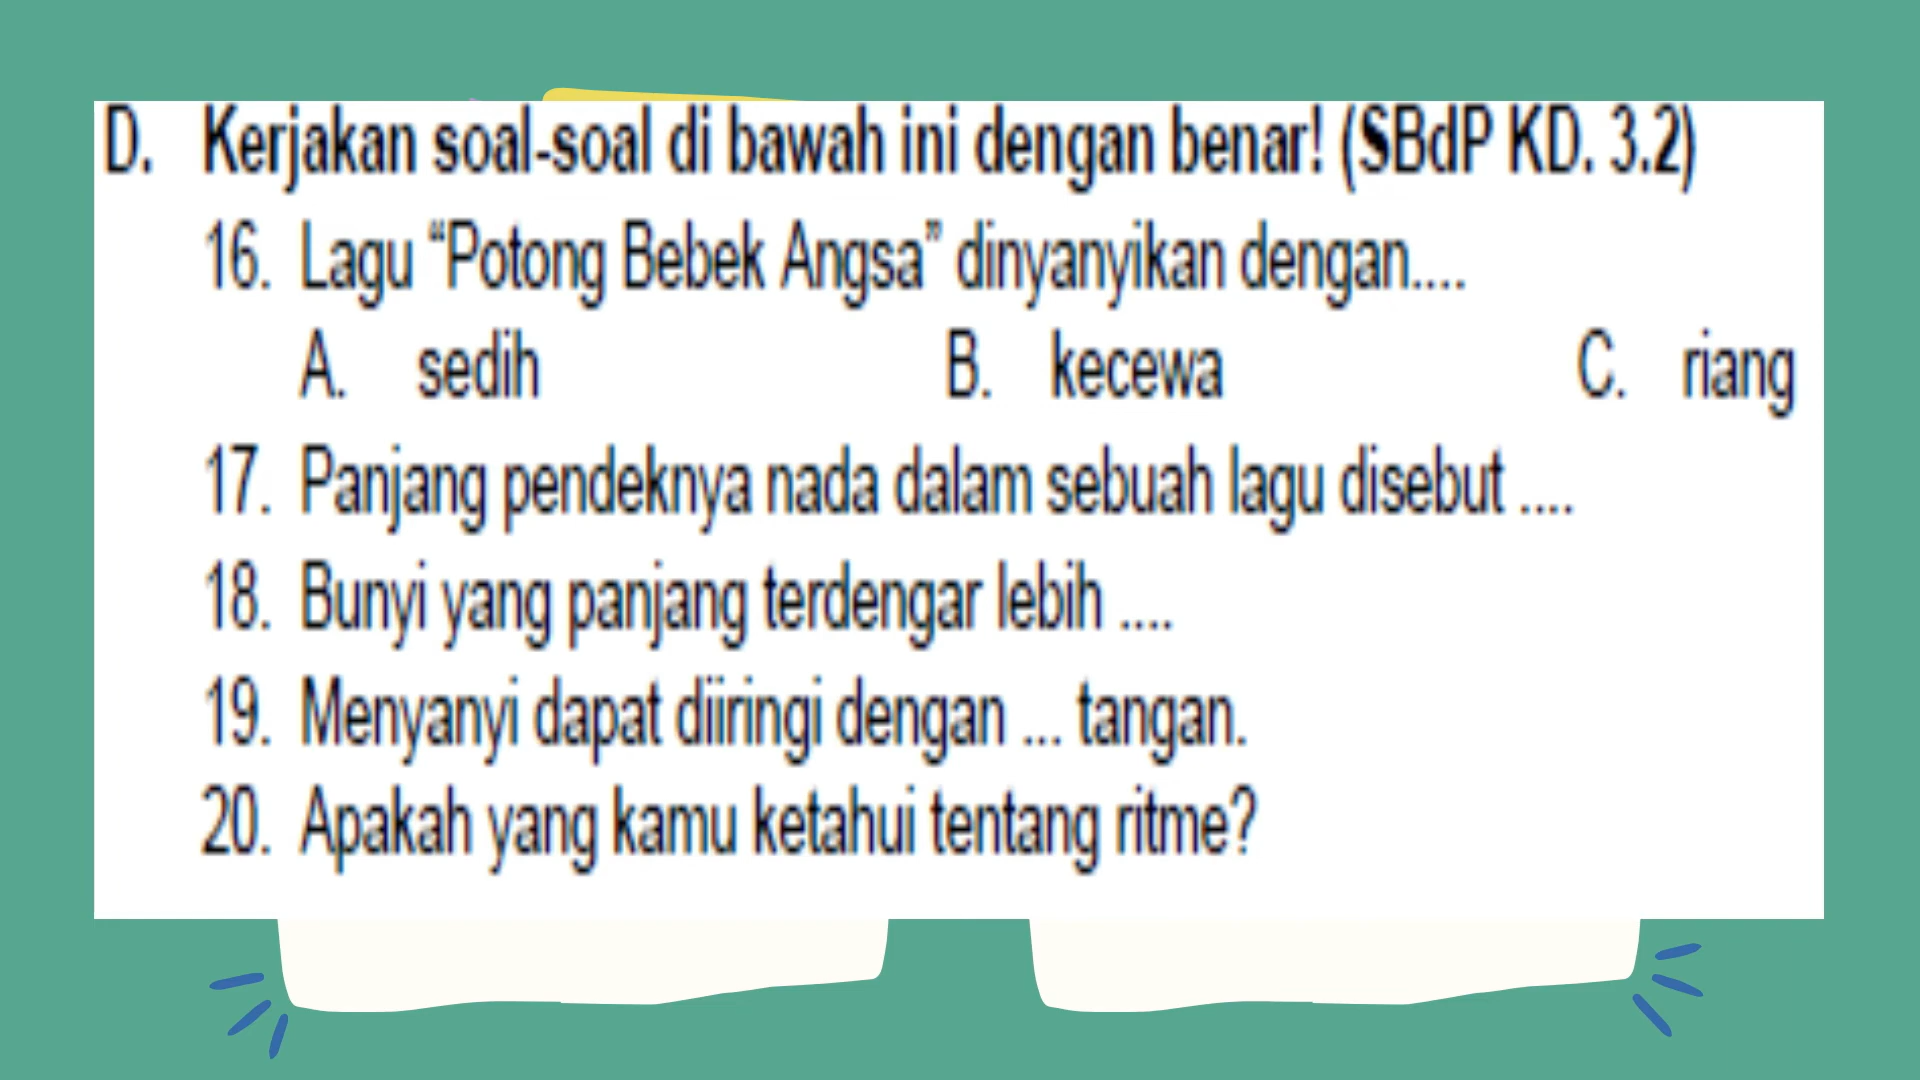 D. Kerjakan soal-soal di bawah ini dengan benar! (SBdP KD. 3.2)
16. Lagu “Potong Bebek Angsa” dinyanyikan dengan....
A. sedih B. kecewa C. riang
17. Panjang pendeknya nada dalam sebuah lagu disebut ....
18. Bunyi yang panjang terdengar lebih ....
19. Menyanyi dapat diiringi dengan ... tangan.
20. Apakah yang kamu ketahui tentang ritme?